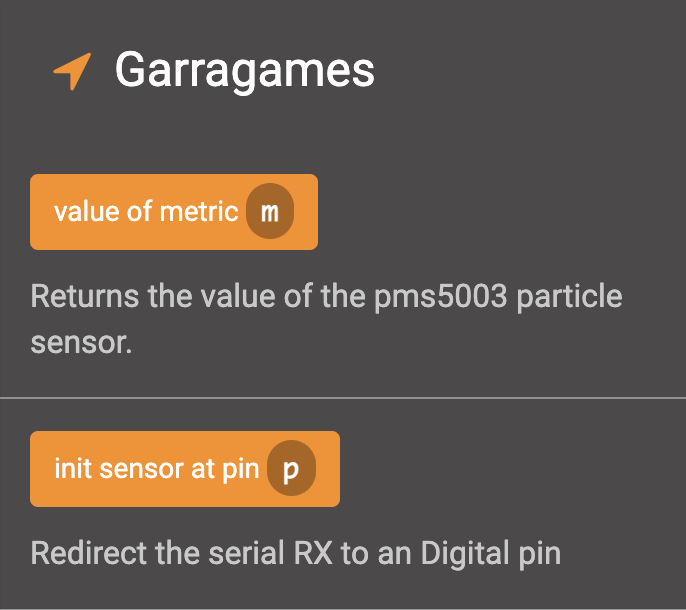 Garragames
value of metric m
Returns the value of the pms5003 particle
sensor.
init sensor at pin p
Redirect the serial RX to an Digital pin